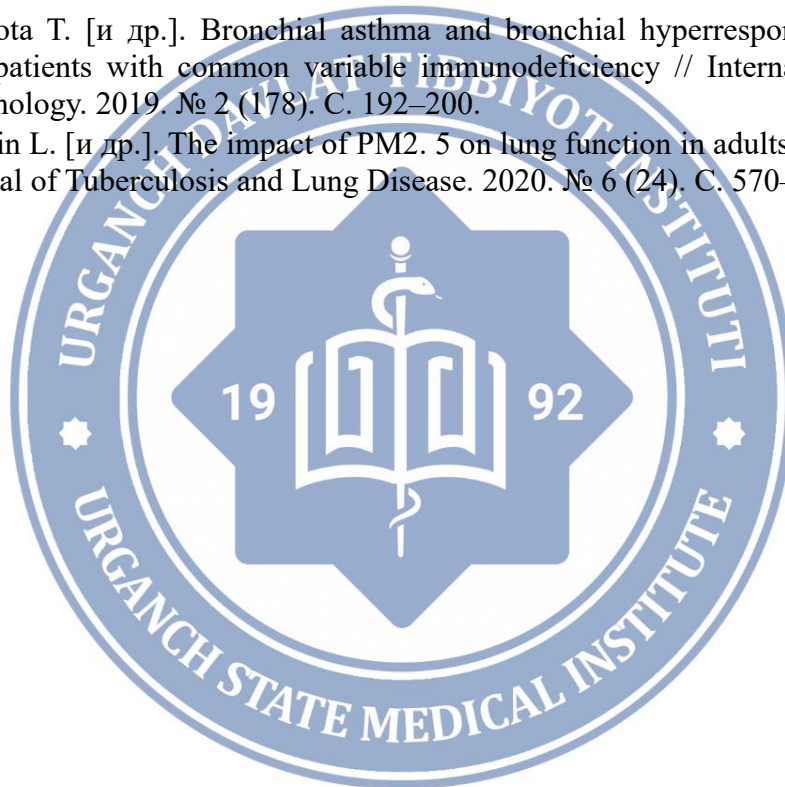 ota T. [и др.]. Bronchial asthma and bronchial hyperrespor
patients with common variable immunodeficiency // Interna
nology. 2019. № 2 (178). С. 192–200.
in L. [и др.]. The impact of PM2. 5 on lung function in adults
al of Tuberculosis and Lung Disease. 2020. № 6 (24). С. 570–
URGANCH DAVLAT TIBBIYOT INSTITUTI
19 92
URGANCH STATE MEDICAL INSTITUTE